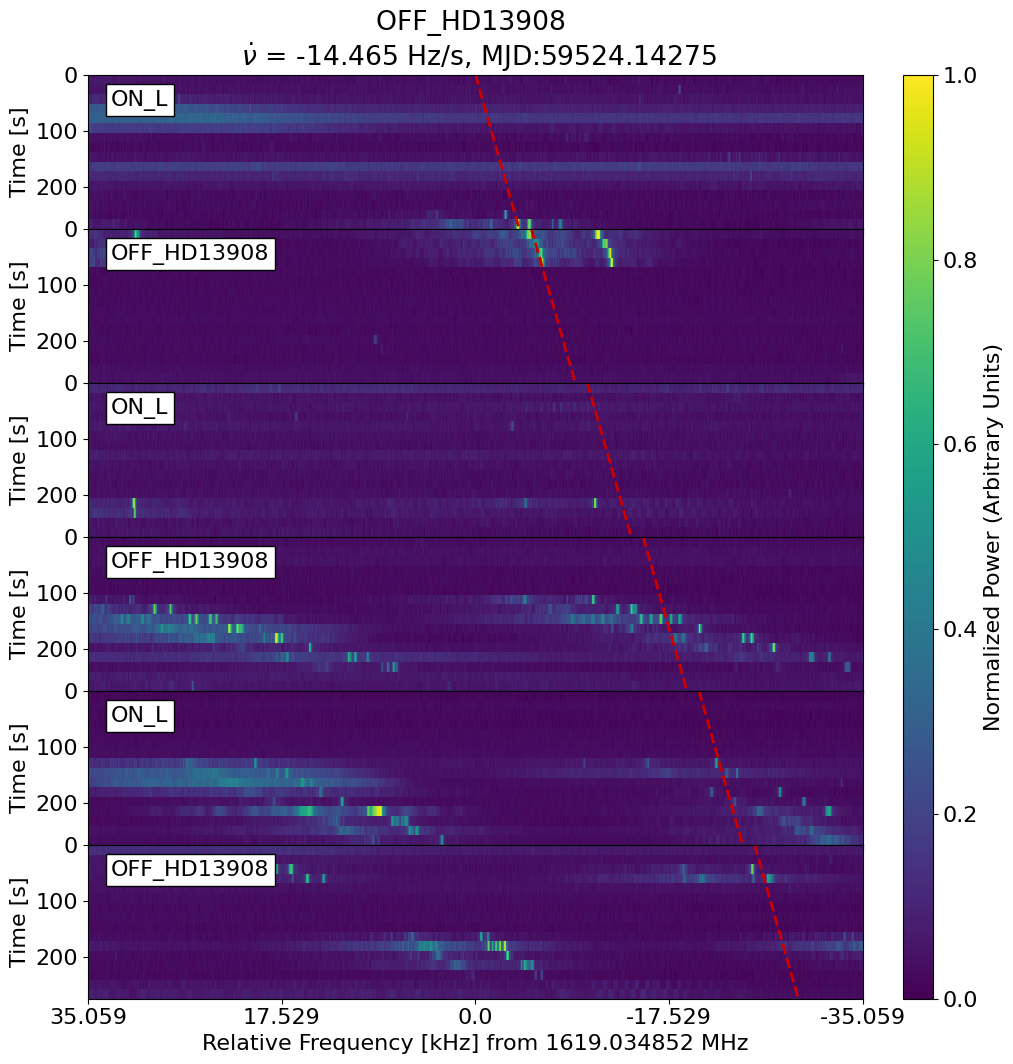 OFF_HD13908
ν̇ = -14.465 Hz/s, MJD:59524.14275
0
ON_L
100
200
Time [s]
0
OFF_HD13908
100
200
Time [s]
0
ON_L
100
200
Time [s]
0
OFF_HD13908
100
200
Time [s]
0
ON_L
100
200
Time [s]
0
OFF_HD13908
100
200
Time [s]
35.059 17.529 0.0 -17.529 -35.059
Relative Frequency [kHz] from 1619.034852 MHz
1.0
0.8
0.6
0.4
0.2
0.0
Normalized Power (Arbitrary Units)